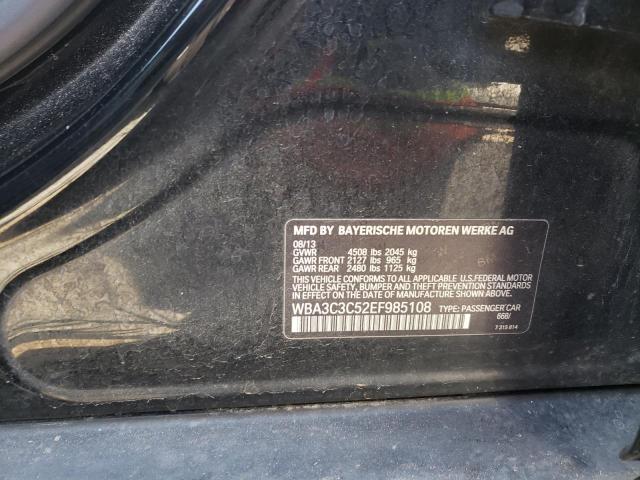 MFD BY BAYERISCHE MOTOREN WERKE AG
08/13
GVWR 4508 lbs 2045 kg
GAWR FRONT 2127 lbs 965 kg
GAWR REAR 2480 lbs 1125 kg
THIS VEHICLE CONFORMS TO ALL APPLICABLE U.S.FEDERAL MOTOR
VEHICLE SAFETY, BUMPER AND THEFT PREVENTION STANDARDS
IN EFFECT ON THE DATE OF MANUFACTURE SHOWN ABOVE.
WBA3C3C52EF985108 TYPE: PASSENGER CAR
668/
7 315 614